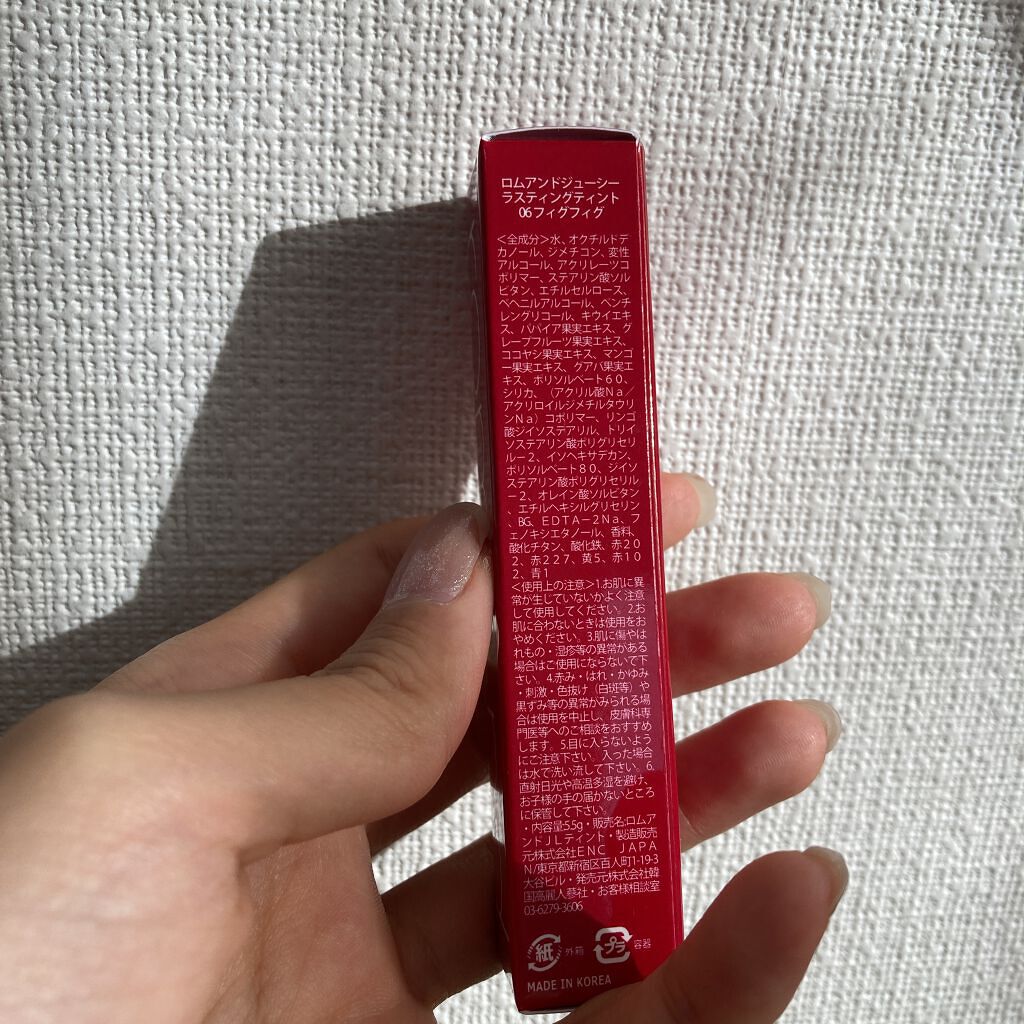 ロムアンドジューシー
ラスティングティント
06フィグフィグ
＜全成分＞水、オクチルドデ
カノール、ジメチコン、変性
アルコール、アクリレーツコ
ポリマー、ステアリン酸ソル
ビタン、エチルセルロース、
ベヘニルアルコール、ペンチ
レングリコール、キウイエキ
ス、パパイア果実エキス、グ
レープフルーツ果実エキス、
ココヤシ果実エキス、マンゴ
ー果実エキス、クアバ果実エ
キス、ポリソルベート６０、
シリカ、（アクリル酸Ｎａ／
アクリロイルジメチルタウリ
ンＮａ）コポリマー、リンゴ
酸ジイソステアリル、トリイ
ソステアリン酸ポリグリセリ
ル－２、イソヘキサデカン、
ポリソルベート８０、ジイソ
ステアリン酸ポリグリセリル
－２、オレイン酸ソルビタン
、エチルヘキシルグリセリン
、BG、ＥＤＴＡ－２Ｎａ、フ
ェノキシエタノール、香料、
酸化チタン、酸化鉄、赤２０
２、赤２２７、黄５、赤１０
２、青１
＜使用上の注意＞1.お肌に異
常が生じていないかよく注意
して使用してください。2.お
肌に合わないときは使用をお
やめください。3.肌に傷やは
れもの・湿疹等の異常がある
場合はご使用にならないで下
さい。4.赤み・はれ・かゆみ
・刺激・色抜け（白斑等）や
黒ずみ等の異常がみられる場
合は使用を中止し、皮膚科専
門医等へのご相談をおすすめ
します。5.目に入らないよう
にご注意下さい。入った場合
は水で洗い流して下さい。6.
直射日光や高温多湿を避け、
お子様の手の届かないところ
に保管して下さい。
・内容量5.5g・販売名:ロムア
ンドＪＬティント・製造販売
元株式会社ＥＮＣ　ＪＡＰＡ
Ｎ/東京都新宿区百人町1-19-3
大谷ビル・発売元株式会社韓
国高麗人蔘社・お客様相談室
03-6279-3606
紙 外箱 プラ 容器
MADE IN KOREA